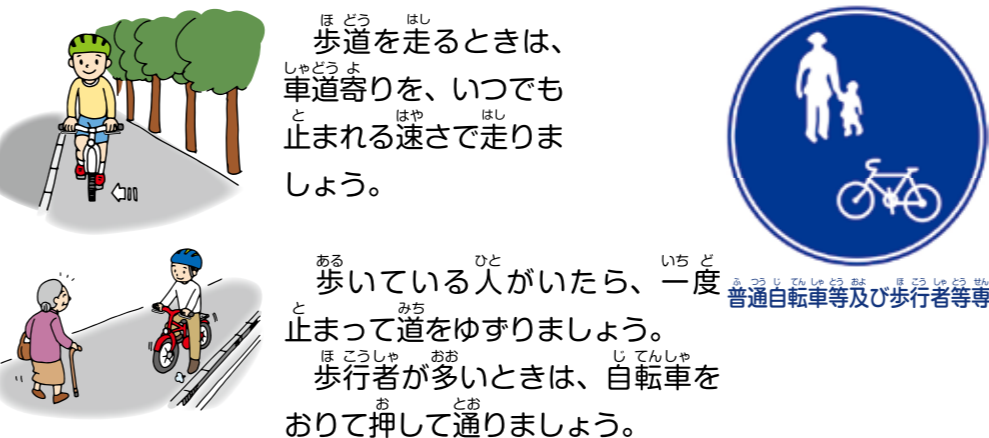 歩道を走るときは、
車道寄りを、いつでも
止まれる速さで走りま
しょう。
歩いている人がいたら、一度
止まって道をゆずりましょう。
歩行者が多いときは、自転車を
おりて押して通りましょう。
普通自転車等及び歩行者等専